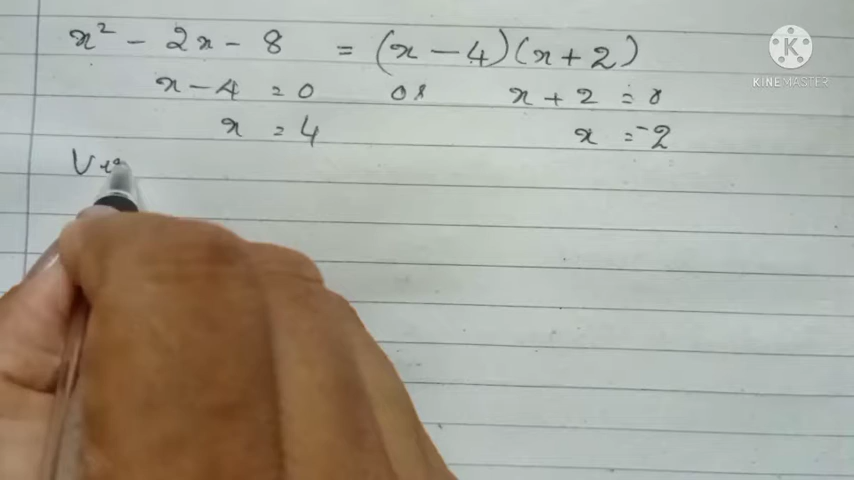 x² - 2x - 8 = (x - 4)(x + 2)
x - 4 = 0 or x + 2 = 0
x = 4 x = -2
KINEMASTER